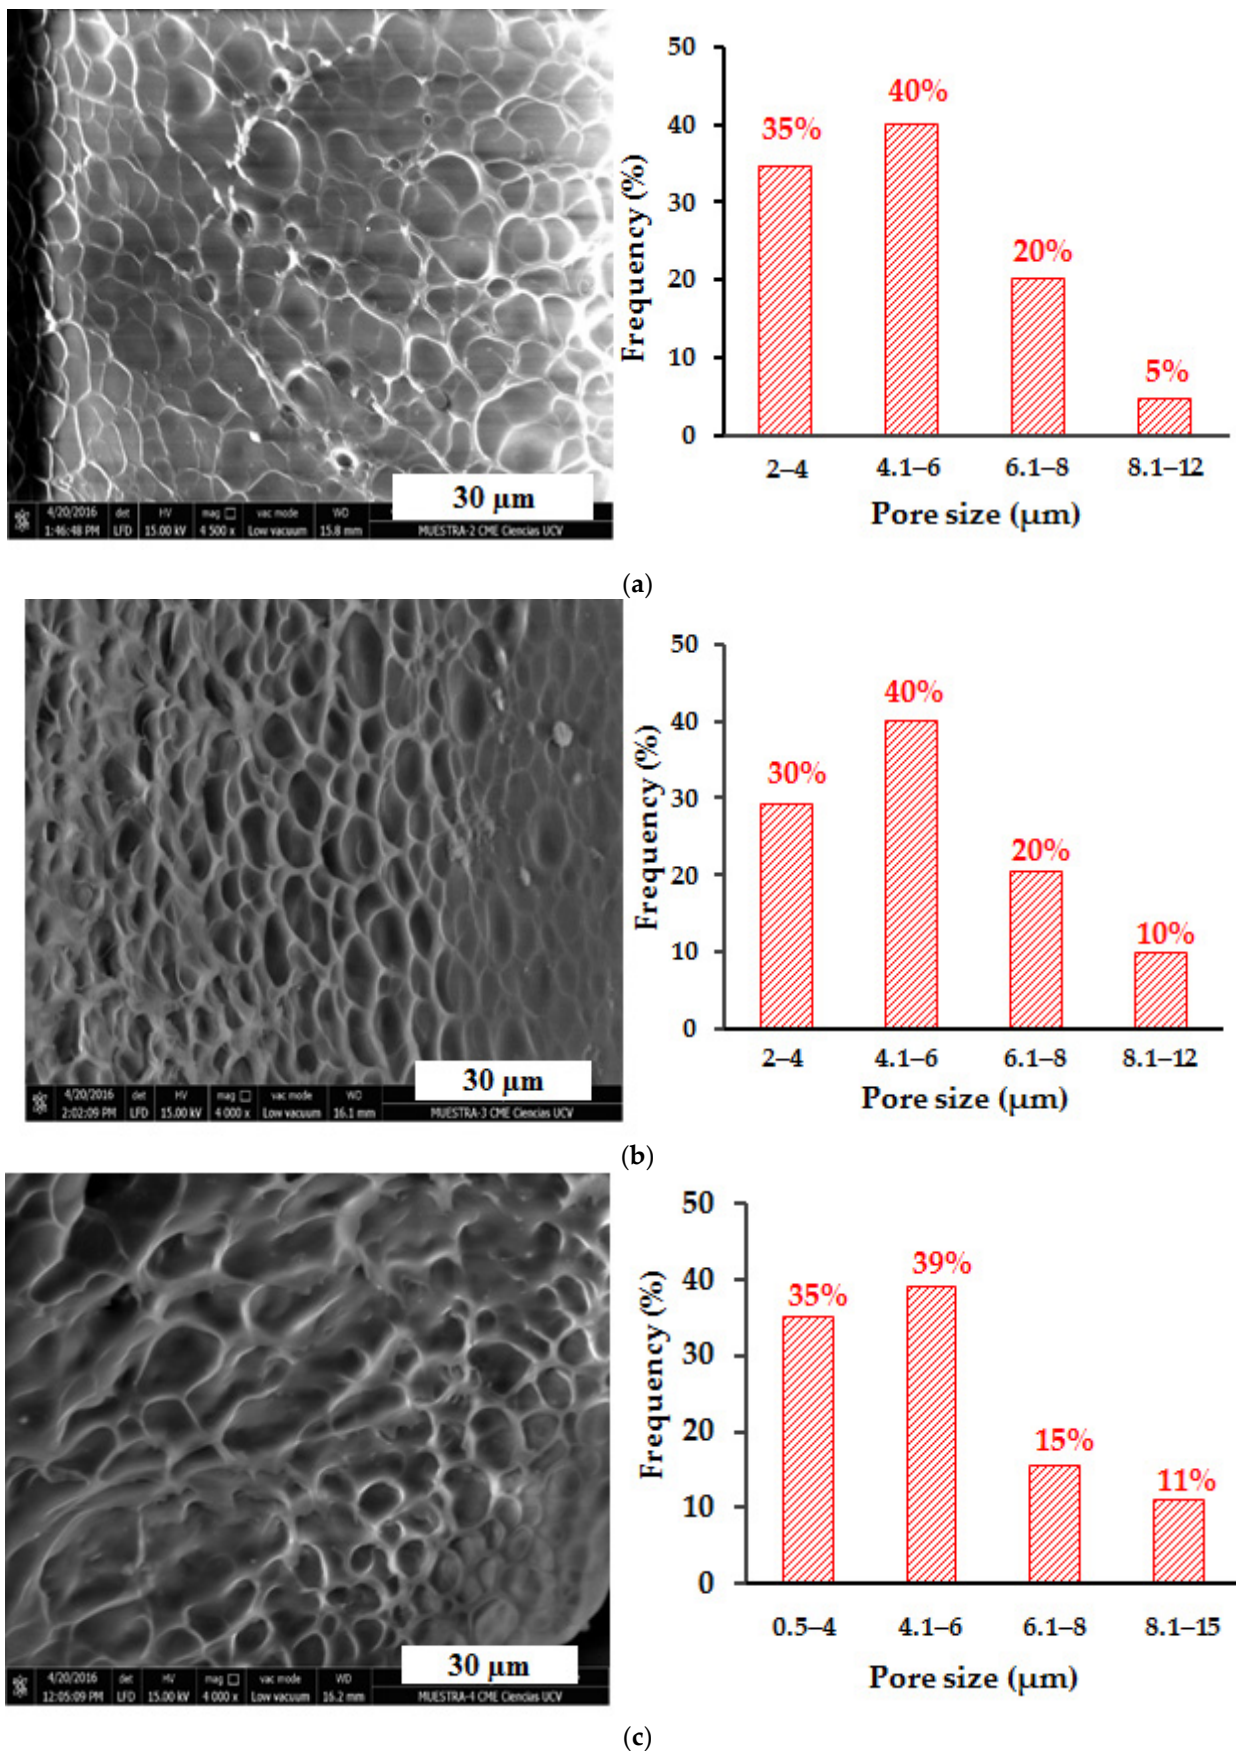 50
40%
40
35%
30
20%
20
10
5%
0
Frequency (%)
2–4 4.1–6 6.1–8 8.1–12
Pore size (µm)
30 µm
4/20/2016 det HV mag vac mode WD
1:46:48 PM LFD 15.00 kV 4 500 x Low vacuum 15.8 mm MUESTRA-2 CME Ciencias UCV
(a)
50
40%
40
30%
30
20%
20
10%
10
0
Frequency (%)
2–4 4.1–6 6.1–8 8.1–12
Pore size (µm)
30 µm
4/20/2016 det HV mag vac mode WD
2:02:09 PM LFD 15.00 kV 4 000 x Low vacuum 16.1 mm MUESTRA-3 CME Ciencias UCV
(b)
50
39%
40
35%
30
20
15%
11%
10
0
Frequency (%)
0.5–4 4.1–6 6.1–8 8.1–15
Pore size (µm)
30 µm
4/20/2016 det HV mag vac mode WD
12:05:09 PM LFD 15.00 kV 4 000 x Low vacuum 16.2 mm MUESTRA-4 CME Ciencias UCV
(c)